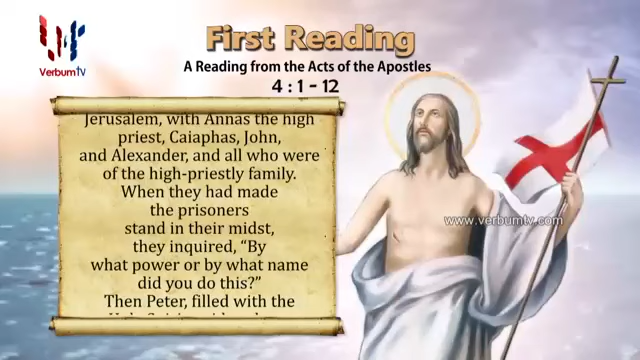 VerbumTV
First Reading
A Reading from the Acts of the Apostles
4 : 1 - 12
Jerusalem, with Annas the high
priest, Caiaphas, John,
and Alexander, and all who were
of the high-priestly family.
When they had made
the prisoners
stand in their midst,
they inquired, “By
what power or by what name
did you do this?”
Then Peter, filled with the
www.verbumtv.com